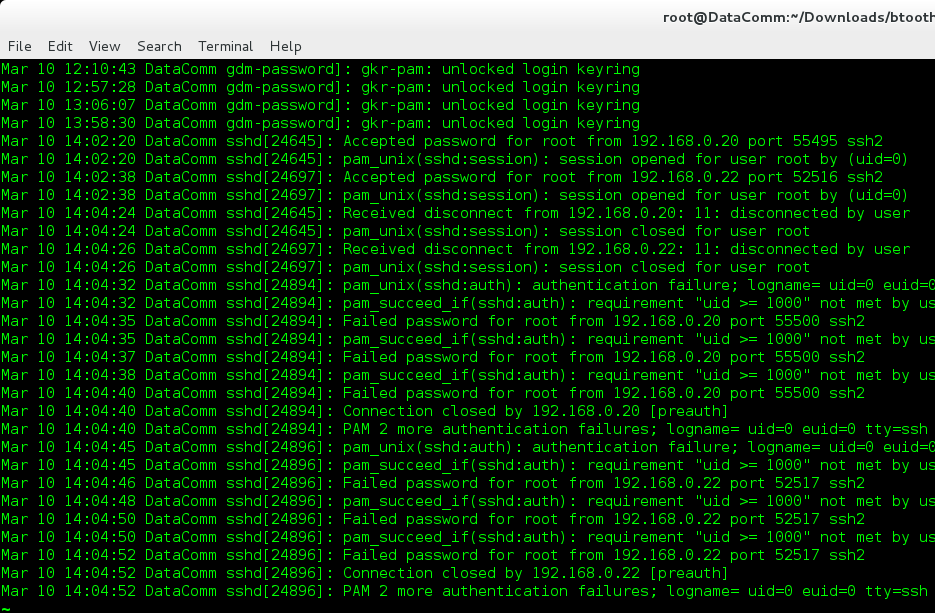 root@DataComm:~/Downloads/btooth
File Edit View Search Terminal Help
Mar 10 12:10:43 DataComm gdm-password]: gkr-pam: unlocked login keyring
Mar 10 12:57:28 DataComm gdm-password]: gkr-pam: unlocked login keyring
Mar 10 13:06:07 DataComm gdm-password]: gkr-pam: unlocked login keyring
Mar 10 13:58:30 DataComm gdm-password]: gkr-pam: unlocked login keyring
Mar 10 14:02:20 DataComm sshd[24645]: Accepted password for root from 192.168.0.20 port 55495 ssh2
Mar 10 14:02:20 DataComm sshd[24645]: pam_unix(sshd:session): session opened for user root by (uid=0)
Mar 10 14:02:38 DataComm sshd[24697]: Accepted password for root from 192.168.0.22 port 52516 ssh2
Mar 10 14:02:38 DataComm sshd[24697]: pam_unix(sshd:session): session opened for user root by (uid=0)
Mar 10 14:04:24 DataComm sshd[24645]: Received disconnect from 192.168.0.20: 11: disconnected by user
Mar 10 14:04:24 DataComm sshd[24645]: pam_unix(sshd:session): session closed for user root
Mar 10 14:04:26 DataComm sshd[24697]: Received disconnect from 192.168.0.22: 11: disconnected by user
Mar 10 14:04:26 DataComm sshd[24697]: pam_unix(sshd:session): session closed for user root
Mar 10 14:04:32 DataComm sshd[24894]: pam_unix(sshd:auth): authentication failure; logname= uid=0 euid=0
Mar 10 14:04:32 DataComm sshd[24894]: pam_succeed_if(sshd:auth): requirement "uid >= 1000" not met by us
Mar 10 14:04:35 DataComm sshd[24894]: Failed password for root from 192.168.0.20 port 55500 ssh2
Mar 10 14:04:35 DataComm sshd[24894]: pam_succeed_if(sshd:auth): requirement "uid >= 1000" not met by us
Mar 10 14:04:37 DataComm sshd[24894]: Failed password for root from 192.168.0.20 port 55500 ssh2
Mar 10 14:04:38 DataComm sshd[24894]: pam_succeed_if(sshd:auth): requirement "uid >= 1000" not met by us
Mar 10 14:04:40 DataComm sshd[24894]: Failed password for root from 192.168.0.20 port 55500 ssh2
Mar 10 14:04:40 DataComm sshd[24894]: Connection closed by 192.168.0.20 [preauth]
Mar 10 14:04:40 DataComm sshd[24894]: PAM 2 more authentication failures; logname= uid=0 euid=0 tty=ssh
Mar 10 14:04:45 DataComm sshd[24896]: pam_unix(sshd:auth): authentication failure; logname= uid=0 euid=0
Mar 10 14:04:45 DataComm sshd[24896]: pam_succeed_if(sshd:auth): requirement "uid >= 1000" not met by us
Mar 10 14:04:46 DataComm sshd[24896]: Failed password for root from 192.168.0.22 port 52517 ssh2
Mar 10 14:04:48 DataComm sshd[24896]: pam_succeed_if(sshd:auth): requirement "uid >= 1000" not met by us
Mar 10 14:04:50 DataComm sshd[24896]: Failed password for root from 192.168.0.22 port 52517 ssh2
Mar 10 14:04:50 DataComm sshd[24896]: pam_succeed_if(sshd:auth): requirement "uid >= 1000" not met by us
Mar 10 14:04:52 DataComm sshd[24896]: Failed password for root from 192.168.0.22 port 52517 ssh2
Mar 10 14:04:52 DataComm sshd[24896]: Connection closed by 192.168.0.22 [preauth]
Mar 10 14:04:52 DataComm sshd[24896]: PAM 2 more authentication failures; logname= uid=0 euid=0 tty=ssh
~